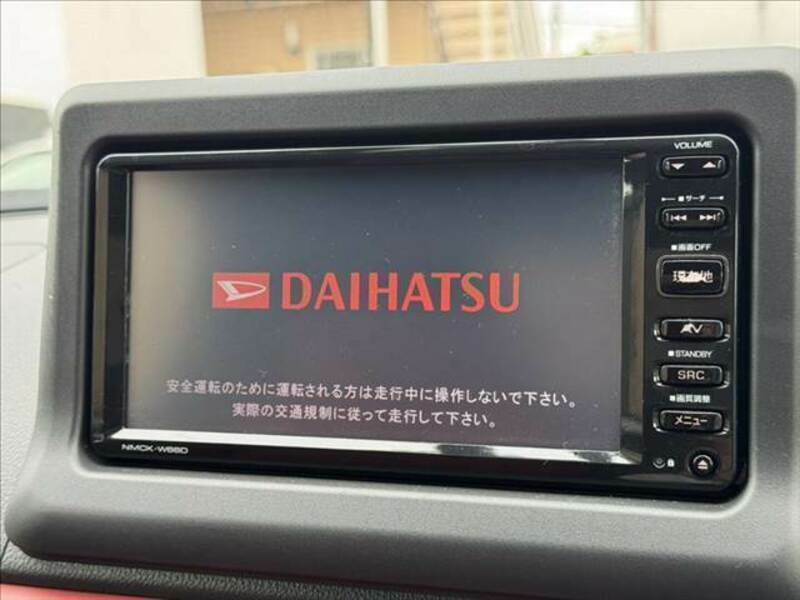 VOLUME
サーチ
画面OFF
現在地
DAIHATSU
AV
STANDBY
SRC
安全運転のために運転される方は走行中に操作しないで下さい。
実際の交通規制に従って走行して下さい。
画質調整
メニュー
NMCK-W66D